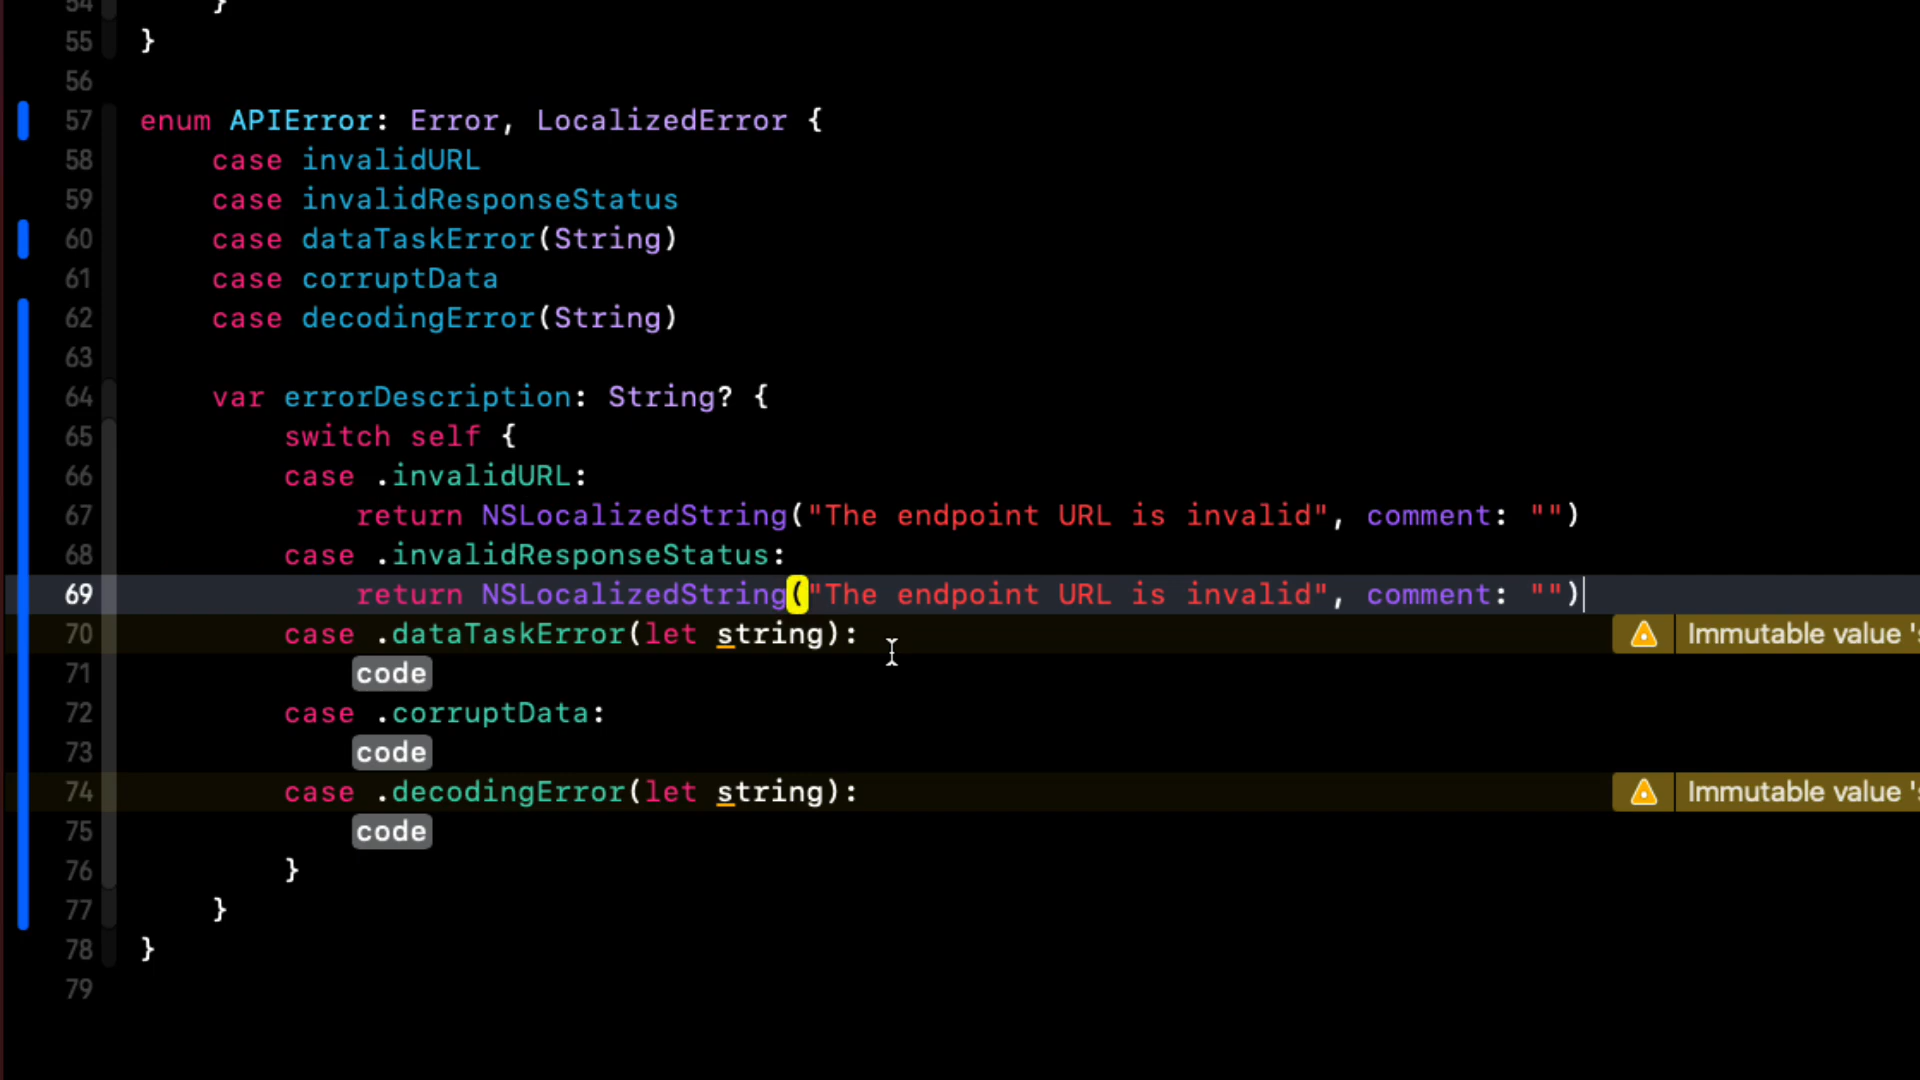 54 }
55 }
56
57 enum APIError: Error, LocalizedError {
58 case invalidURL
59 case invalidResponseStatus
60 case dataTaskError(String)
61 case corruptData
62 case decodingError(String)
63
64 var errorDescription: String? {
65 switch self {
66 case .invalidURL:
67 return NSLocalizedString("The endpoint URL is invalid", comment: "")
68 case .invalidResponseStatus:
69 return NSLocalizedString("The endpoint URL is invalid", comment: "")
70 case .dataTaskError(let string): Immutable value 's
71 code
72 case .corruptData:
73 code
74 case .decodingError(let string): Immutable value 's
75 code
76 }
77 }
78 }
79